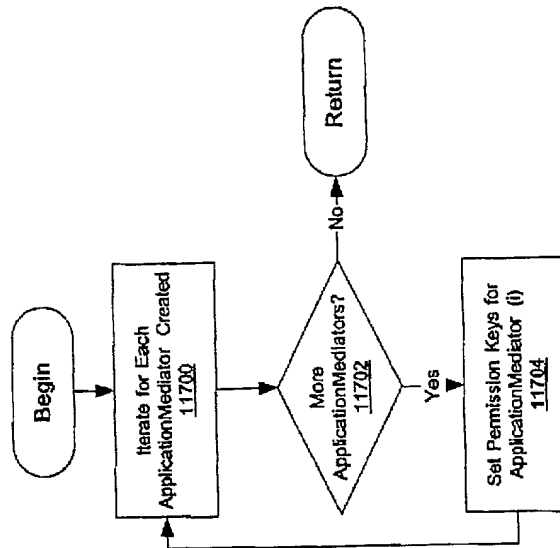 Begin
Iterate for Each
ApplicationMediator Created
11700
More
ApplicationMediators?
11702
No
Return
Yes
Set Permission Keys for
ApplicationMediator (i)
11704